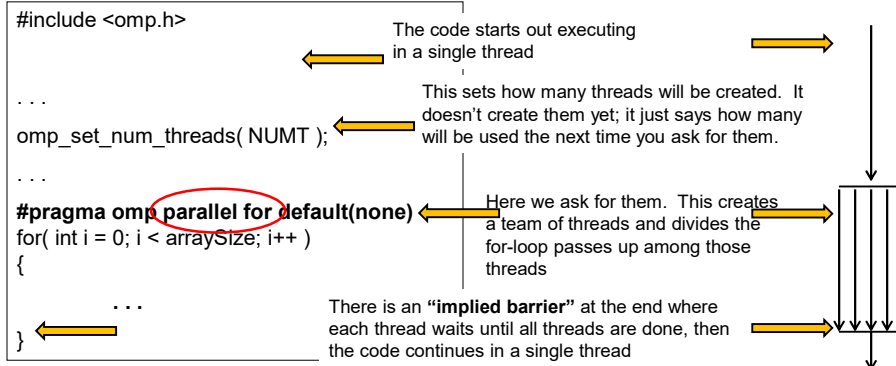 #include <omp.h>
The code starts out executing
in a single thread
. . .
This sets how many threads will be created.  It
doesn't create them yet; it just says how many
will be used the next time you ask for them.
omp_set_num_threads( NUMT );
. . .
#pragma omp parallel for default(none)
Here we ask for them.  This creates
a team of threads and divides the
for-loop passes up among those
threads
for( int i = 0; i < arraySize; i++ )
{
. . .
There is an “implied barrier” at the end where
each thread waits until all threads are done, then
the code continues in a single thread
}